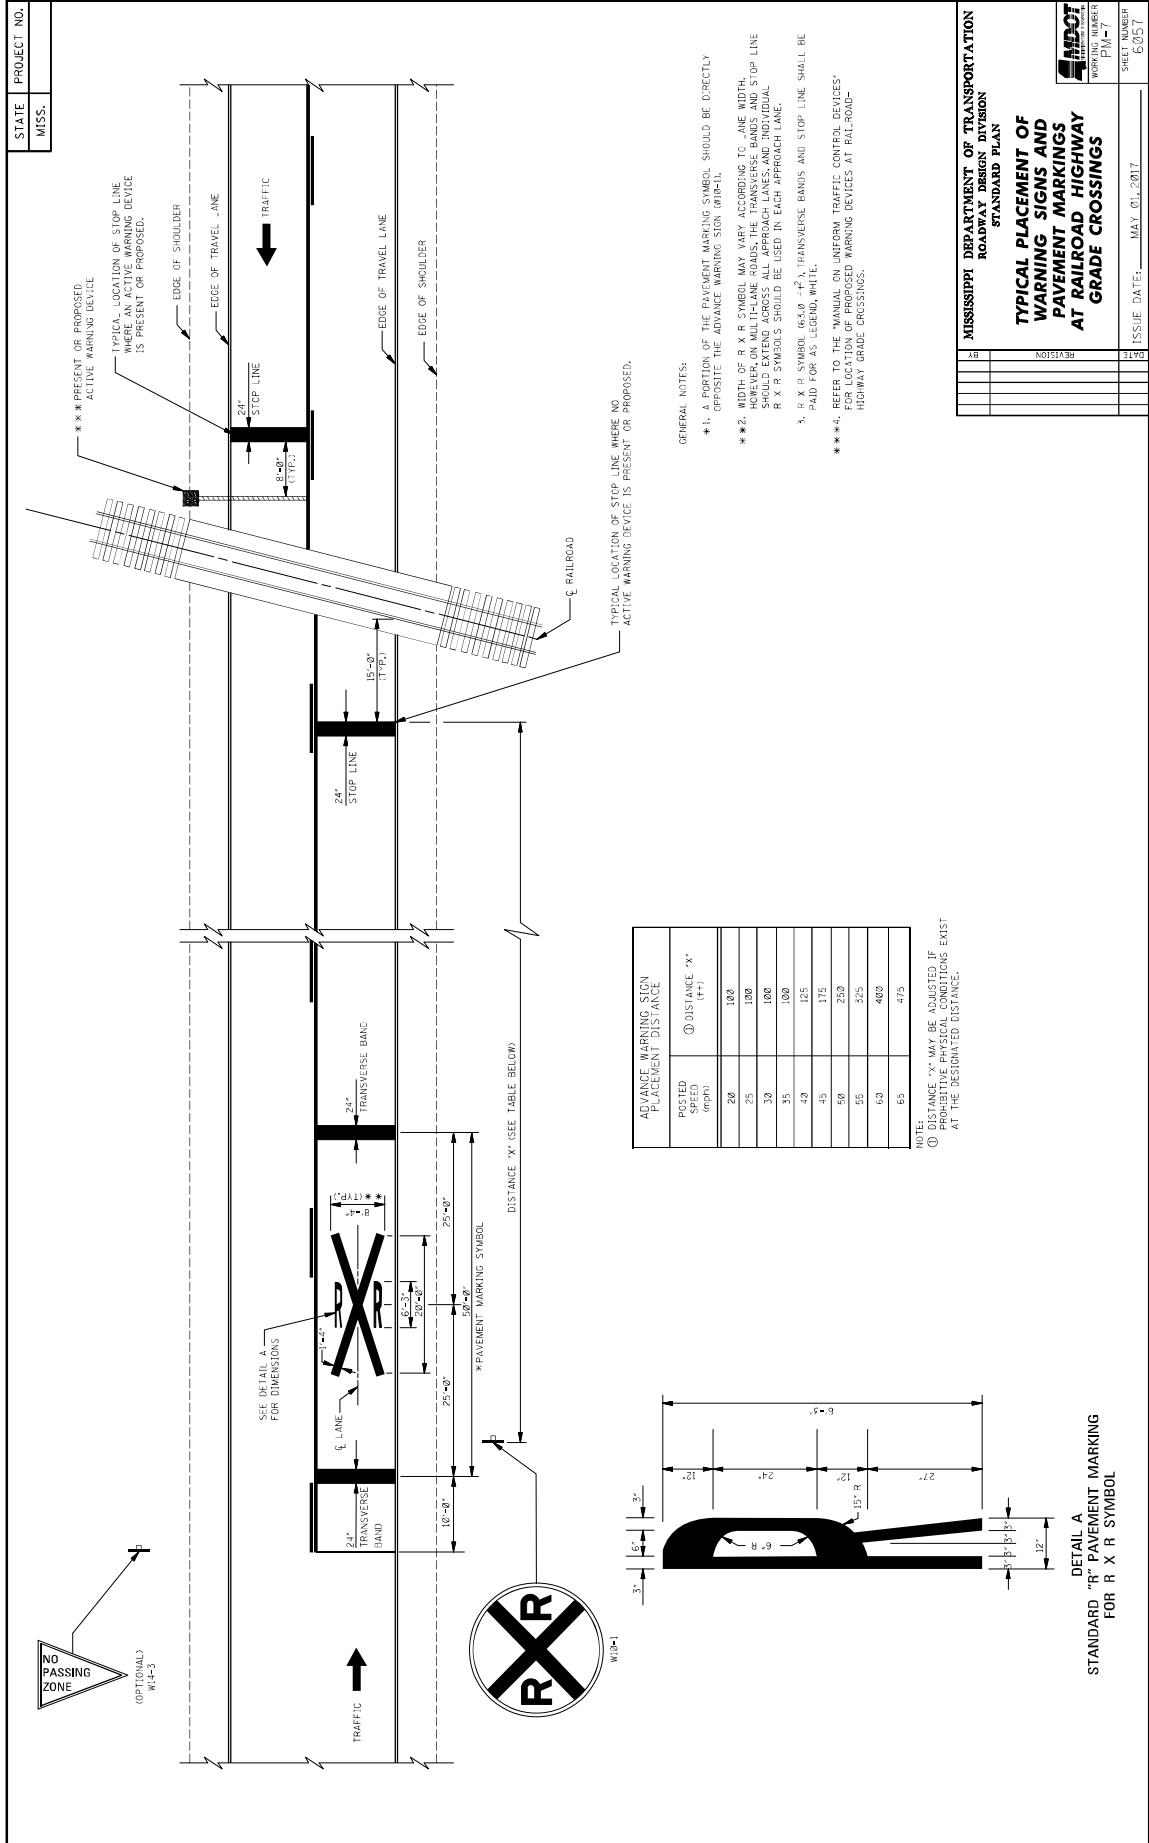 STATE
PROJECT NO.
MISS.
* * * PRESENT OR PROPOSED
ACTIVE WARNING DEVICE
TYPICAL LOCATION OF STOP LINE
WHERE AN ACTIVE WARNING DEVICE
IS PRESENT OR PROPOSED.
EDGE OF SHOULDER
EDGE OF TRAVEL LANE
TRAFFIC
EDGE OF TRAVEL LANE
EDGE OF SHOULDER
24"
STOP LINE
8'-0"
(TYP.)
℄ RAILROAD
15'-0"
(TYP.)
TYPICAL LOCATION OF STOP LINE WHERE NO
ACTIVE WARNING DEVICE IS PRESENT OR PROPOSED.
24"
STOP LINE
DISTANCE "X" (SEE TABLE BELOW)
24"
TRANSVERSE BAND
8'-4"
* * (TYP.)
SEE DETAIL A
FOR DIMENSIONS
1'-4"
℄ LANE
6'-3"
20'-0"
25'-0"
25'-0"
50'-0"
* PAVEMENT MARKING SYMBOL
10'-0"
24"
TRANSVERSE
BAND
NO
PASSING
ZONE
(OPTIONAL)
W14-3
TRAFFIC
R R
W10-1
GENERAL NOTES:
* 1. A PORTION OF THE PAVEMENT MARKING SYMBOL SHOULD BE DIRECTLY
OPPOSITE THE ADVANCE WARNING SIGN (W10-1).
* * 2. WIDTH OF R X R SYMBOL MAY VARY ACCORDING TO LANE WIDTH.
HOWEVER, ON MULTI-LANE ROADS, THE TRANSVERSE BANDS AND STOP LINE
SHOULD EXTEND ACROSS ALL APPROACH LANES, AND INDIVIDUAL
R X R SYMBOLS SHOULD BE USED IN EACH APPROACH LANE.
3. R X R SYMBOL (63.0 ft²), TRANSVERSE BANDS AND STOP LINE SHALL BE
PAID FOR AS LEGEND, WHITE.
* * * 4. REFER TO THE "MANUAL ON UNIFORM TRAFFIC CONTROL DEVICES"
FOR LOCATION OF PROPOSED WARNING DEVICES AT RAILROAD-
HIGHWAY GRADE CROSSINGS.
ADVANCE WARNING SIGN
PLACEMENT DISTANCE
POSTED
SPEED
(mph)
① DISTANCE "X"
(ft)
20 100
25 100
30 100
35 100
40 125
45 175
50 250
55 325
60 400
65 475
NOTE:
① DISTANCE "X" MAY BE ADJUSTED IF
PROHIBITIVE PHYSICAL CONDITIONS EXIST
AT THE DESIGNATED DISTANCE.
3"
6"
3"
12"
24"
12"
27"
6'-3"
6" R
15" R
3" 3" 3" 3"
12"
DETAIL A
STANDARD "R" PAVEMENT MARKING
FOR R X R SYMBOL
BY
REVISION
DATE
MISSISSIPPI DEPARTMENT OF TRANSPORTATION
ROADWAY DESIGN DIVISION
STANDARD PLAN
TYPICAL PLACEMENT OF
WARNING SIGNS AND
PAVEMENT MARKINGS
AT RAILROAD HIGHWAY
GRADE CROSSINGS
ISSUE DATE: MAY 01, 2017
MDOT
WORKING NUMBER
PM-7
SHEET NUMBER
6057